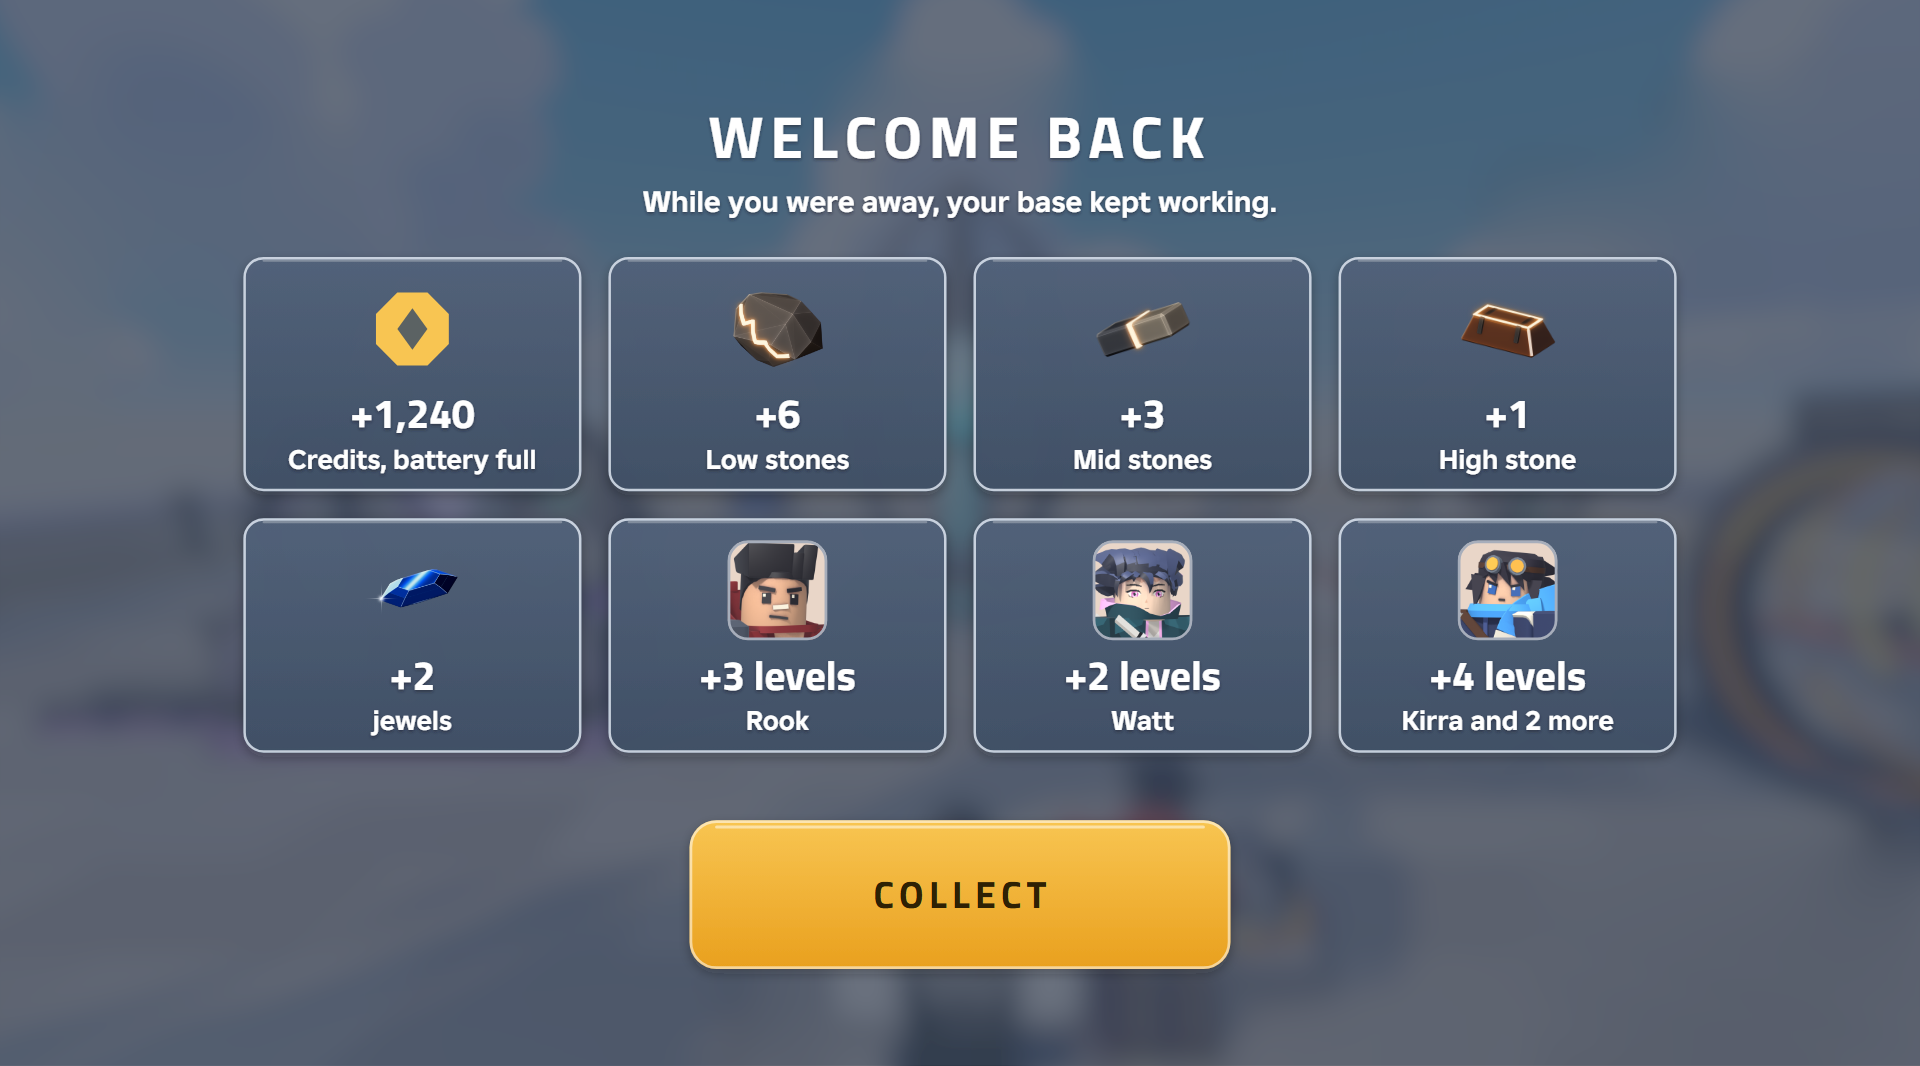 WELCOME BACK
While you were away, your base kept working.
+1,240
Credits, battery full
+6
Low stones
+3
Mid stones
+1
High stone
+2
jewels
+3 levels
Rook
+2 levels
Watt
+4 levels
Kirra and 2 more
COLLECT